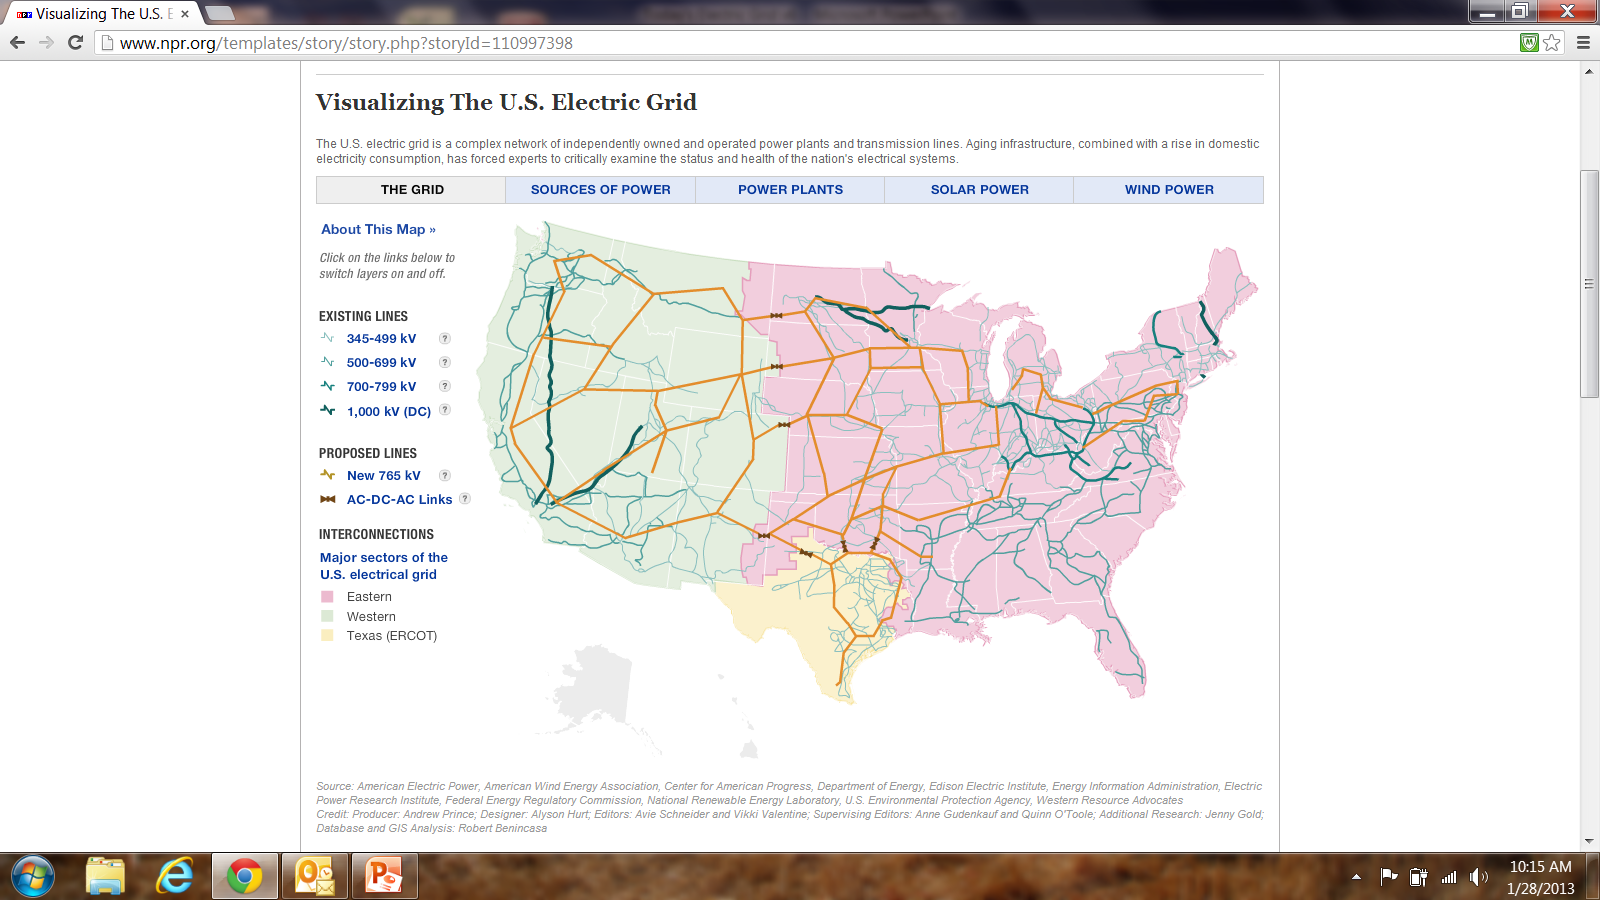 npr Visualizing The U.S. E
www.npr.org/templates/story/story.php?storyId=110997398
Visualizing The U.S. Electric Grid
The U.S. electric grid is a complex network of independently owned and operated power plants and transmission lines. Aging infrastructure, combined with a rise in domestic
electricity consumption, has forced experts to critically examine the status and health of the nation's electrical systems.
THE GRID SOURCES OF POWER POWER PLANTS SOLAR POWER WIND POWER
About This Map »
Click on the links below to
switch layers on and off.
EXISTING LINES
345-499 kV ?
500-699 kV ?
700-799 kV ?
1,000 kV (DC) ?
PROPOSED LINES
New 765 kV ?
AC-DC-AC Links ?
INTERCONNECTIONS
Major sectors of the
U.S. electrical grid
Eastern
Western
Texas (ERCOT)
Source: American Electric Power, American Wind Energy Association, Center for American Progress, Department of Energy, Edison Electric Institute, Energy Information Administration, Electric
Power Research Institute, Federal Energy Regulatory Commission, National Renewable Energy Laboratory, U.S. Environmental Protection Agency, Western Resource Advocates
Credit: Producer: Andrew Prince; Designer: Alyson Hurt; Editors: Avie Schneider and Vikki Valentine; Supervising Editors: Anne Gudenkauf and Quinn O'Toole; Additional Research: Jenny Gold;
Database and GIS Analysis: Robert Benincasa
10:15 AM
1/28/2013